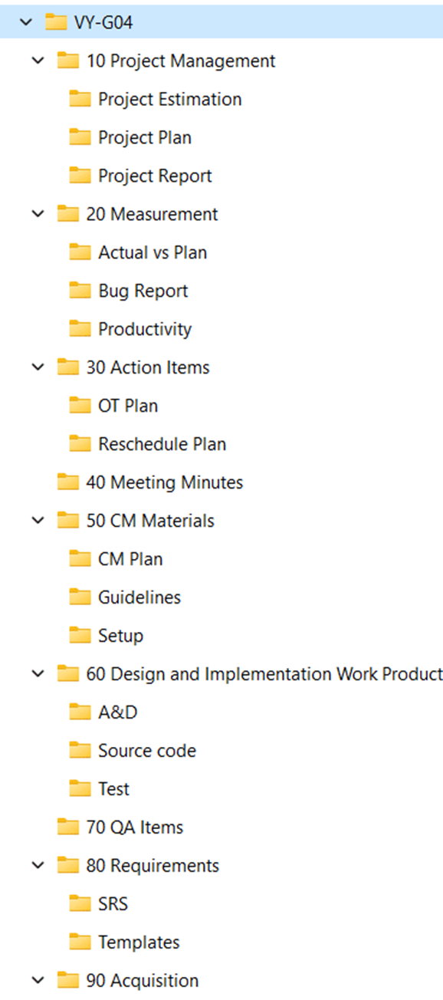 VY-G04
10 Project Management
Project Estimation
Project Plan
Project Report
20 Measurement
Actual vs Plan
Bug Report
Productivity
30 Action Items
OT Plan
Reschedule Plan
40 Meeting Minutes
50 CM Materials
CM Plan
Guidelines
Setup
60 Design and Implementation Work Product
A&D
Source code
Test
70 QA Items
80 Requirements
SRS
Templates
90 Acquisition